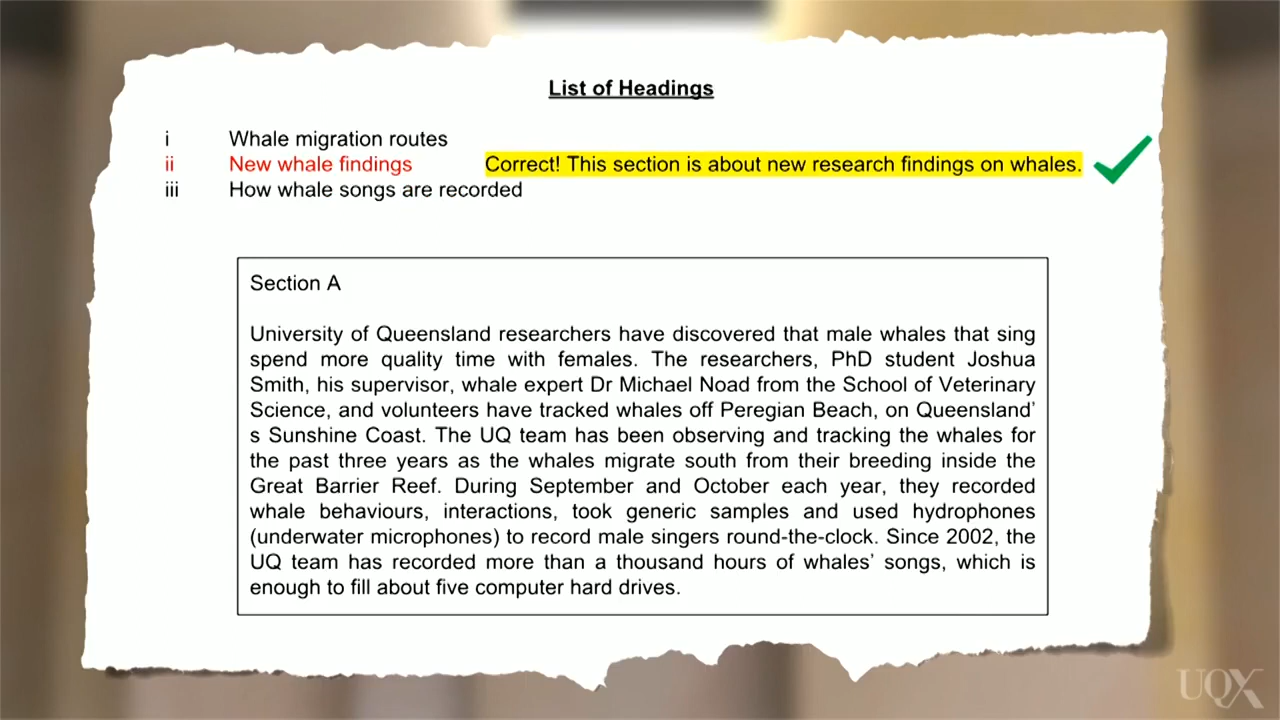 List of Headings
i Whale migration routes
ii New whale findings Correct! This section is about new research findings on whales.
iii How whale songs are recorded
Section A
University of Queensland researchers have discovered that male whales that sing
spend more quality time with females. The researchers, PhD student Joshua
Smith, his supervisor, whale expert Dr Michael Noad from the School of Veterinary
Science, and volunteers have tracked whales off Peregian Beach, on Queensland’
s Sunshine Coast. The UQ team has been observing and tracking the whales for
the past three years as the whales migrate south from their breeding inside the
Great Barrier Reef. During September and October each year, they recorded
whale behaviours, interactions, took generic samples and used hydrophones
(underwater microphones) to record male singers round-the-clock. Since 2002, the
UQ team has recorded more than a thousand hours of whales’ songs, which is
enough to fill about five computer hard drives.
UQX